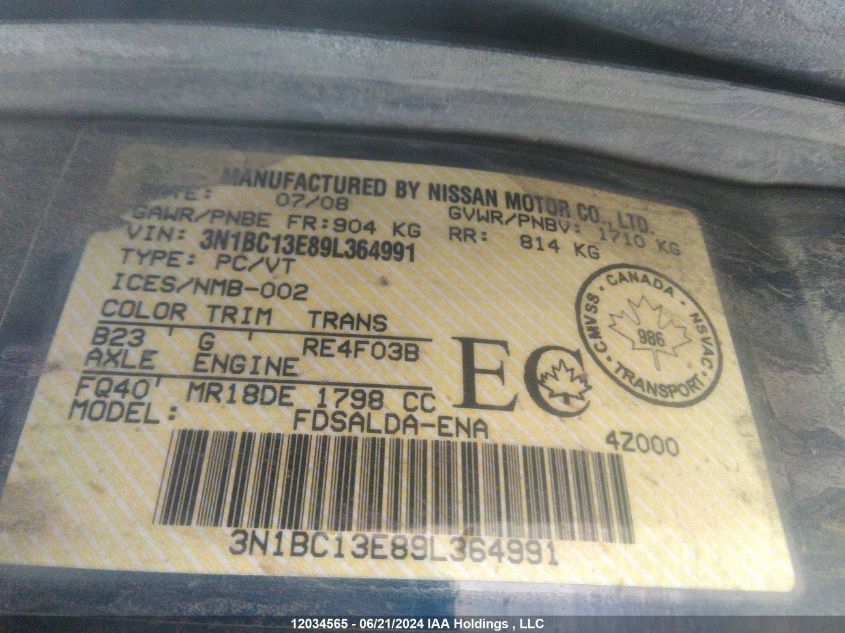 MANUFACTURED BY NISSAN MOTOR CO., LTD.
DATE: 07/08 GVWR/PNBV: 1710 KG
GAWR/PNBE FR:904 KG RR: 814 KG
VIN: 3N1BC13E89L364991
TYPE: PC/VT
ICES/NMB-002
COLOR TRIM TRANS
B23 ' G ' RE4F03B
AXLE ENGINE
FQ40' MR18DE 1798 CC
MODEL: FDSALDA-ENA
EC
CANADA
CMVSS · NSVAC
986
TRANSPORT
4Z000
3N1BC13E89L364991
12034565 - 06/21/2024 IAA Holdings , LLC